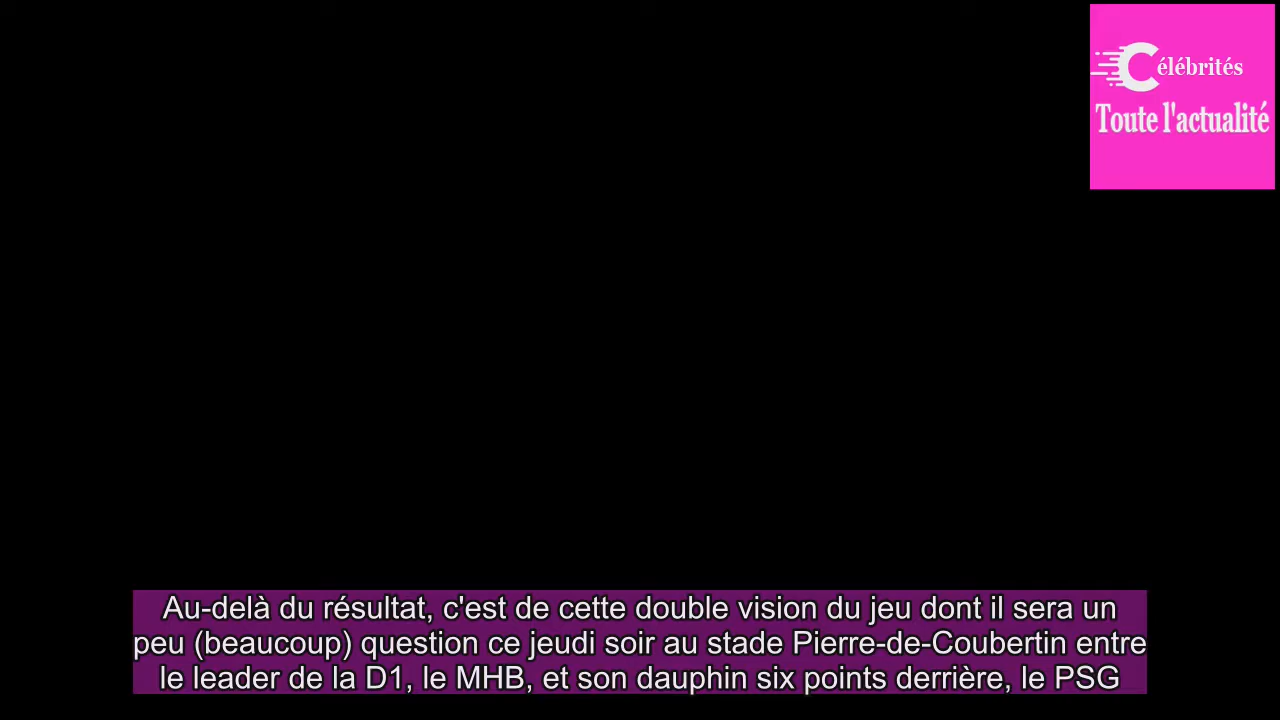 Célébrités
Toute l'actualité
Au-delà du résultat, c'est de cette double vision du jeu dont il sera un
peu (beaucoup) question ce jeudi soir au stade Pierre-de-Coubertin entre
le leader de la D1, le MHB, et son dauphin six points derrière, le PSG